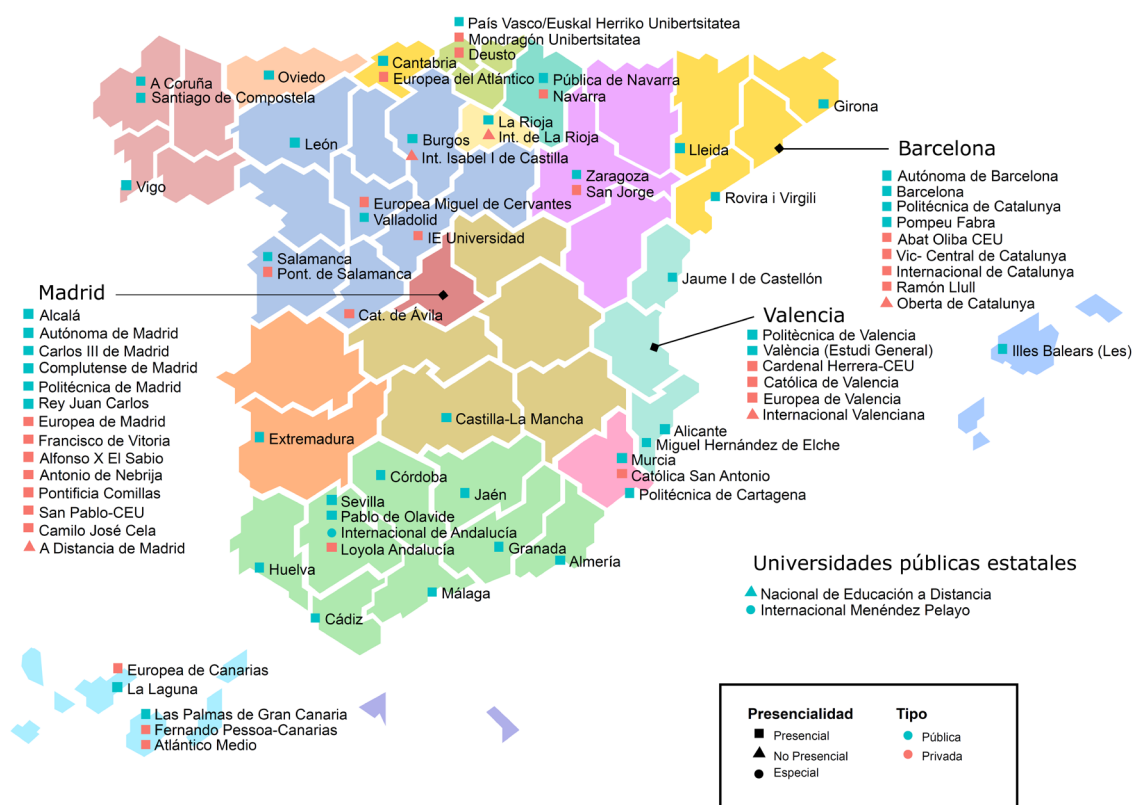 País Vasco/Euskal Herriko Unibertsitatea
Mondragón Unibertsitatea
Deusto
Cantabria
Europea del Atlántico
Pública de Navarra
Navarra
A Coruña
Santiago de Compostela
Oviedo
Girona
La Rioja
Int. de La Rioja
León
Burgos
Int. Isabel I de Castilla
Lleida
Vigo
Zaragoza
San Jorge
Rovira i Virgili
Europea Miguel de Cervantes
Valladolid
IE Universidad
Salamanca
Pont. de Salamanca
Cat. de Ávila
Jaume I de Castellón
Barcelona
Autónoma de Barcelona
Barcelona
Politécnica de Catalunya
Pompeu Fabra
Abat Oliba CEU
Vic- Central de Catalunya
Internacional de Catalunya
Ramón Llull
Oberta de Catalunya
Madrid
Alcalá
Autónoma de Madrid
Carlos III de Madrid
Complutense de Madrid
Politécnica de Madrid
Rey Juan Carlos
Europea de Madrid
Francisco de Vitoria
Alfonso X El Sabio
Antonio de Nebrija
Pontificia Comillas
San Pablo-CEU
Camilo José Cela
A Distancia de Madrid
Valencia
Politècnica de Valencia
València (Estudi General)
Cardenal Herrera-CEU
Católica de Valencia
Europea de Valencia
Internacional Valenciana
Illes Balears (Les)
Castilla-La Mancha
Extremadura
Alicante
Miguel Hernández de Elche
Murcia
Católica San Antonio
Politécnica de Cartagena
Córdoba
Jaén
Sevilla
Pablo de Olavide
Internacional de Andalucía
Loyola Andalucía
Granada
Almería
Huelva
Málaga
Cádiz
Universidades públicas estatales
Nacional de Educación a Distancia
Internacional Menéndez Pelayo
Europea de Canarias
La Laguna
Las Palmas de Gran Canaria
Fernando Pessoa-Canarias
Atlántico Medio
Presencialidad
Presencial
No Presencial
Especial
Tipo
Pública
Privada